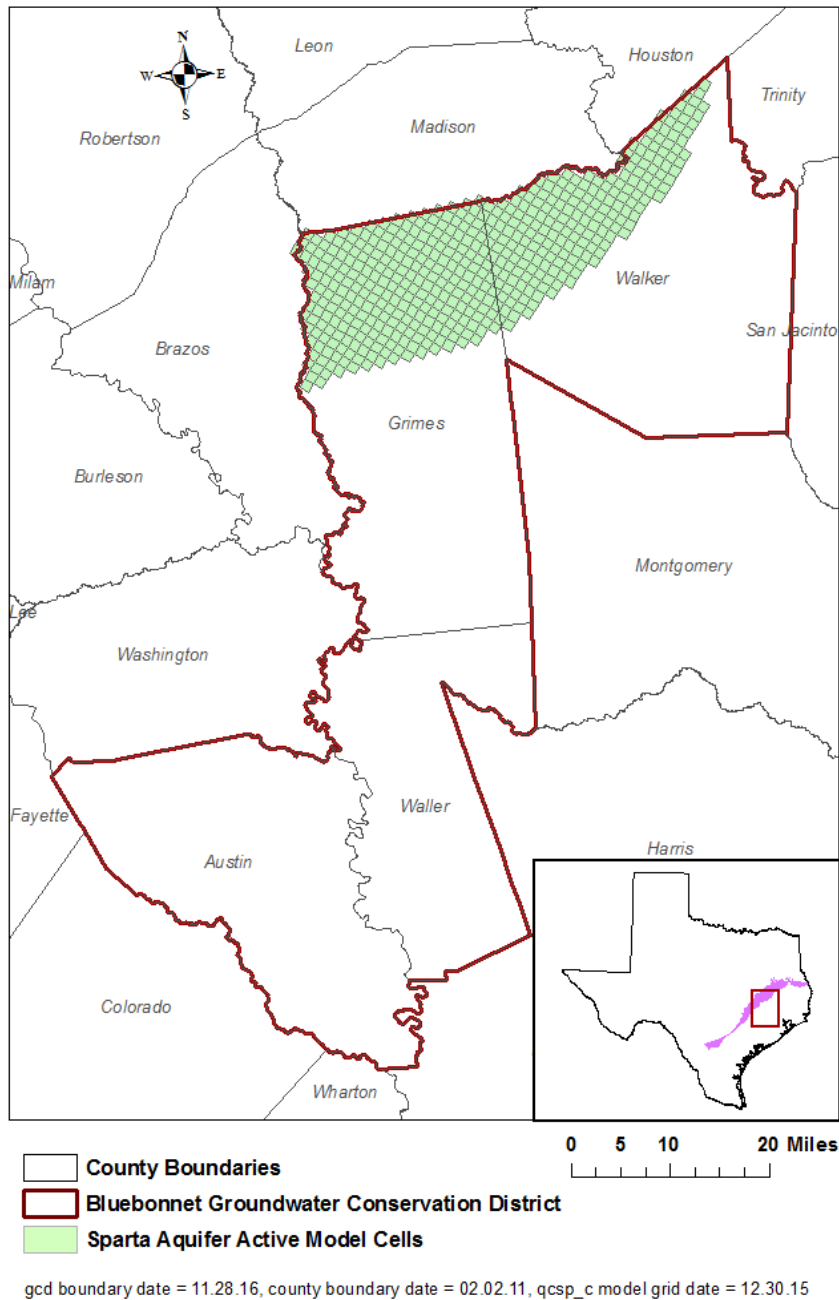 Leon
Houston
N
W E
S
Trinity
Madison
Robertson
Milam
Walker
San Jacinto
Brazos
Grimes
Burleson
Montgomery
Lee
Washington
Waller
Fayette
Harris
Austin
Colorado
Wharton
0 5 10 20 Miles
County Boundaries
Bluebonnet Groundwater Conservation District
Sparta Aquifer Active Model Cells
gcd boundary date = 11.28.16, county boundary date = 02.02.11, qcsp_c model grid date = 12.30.15